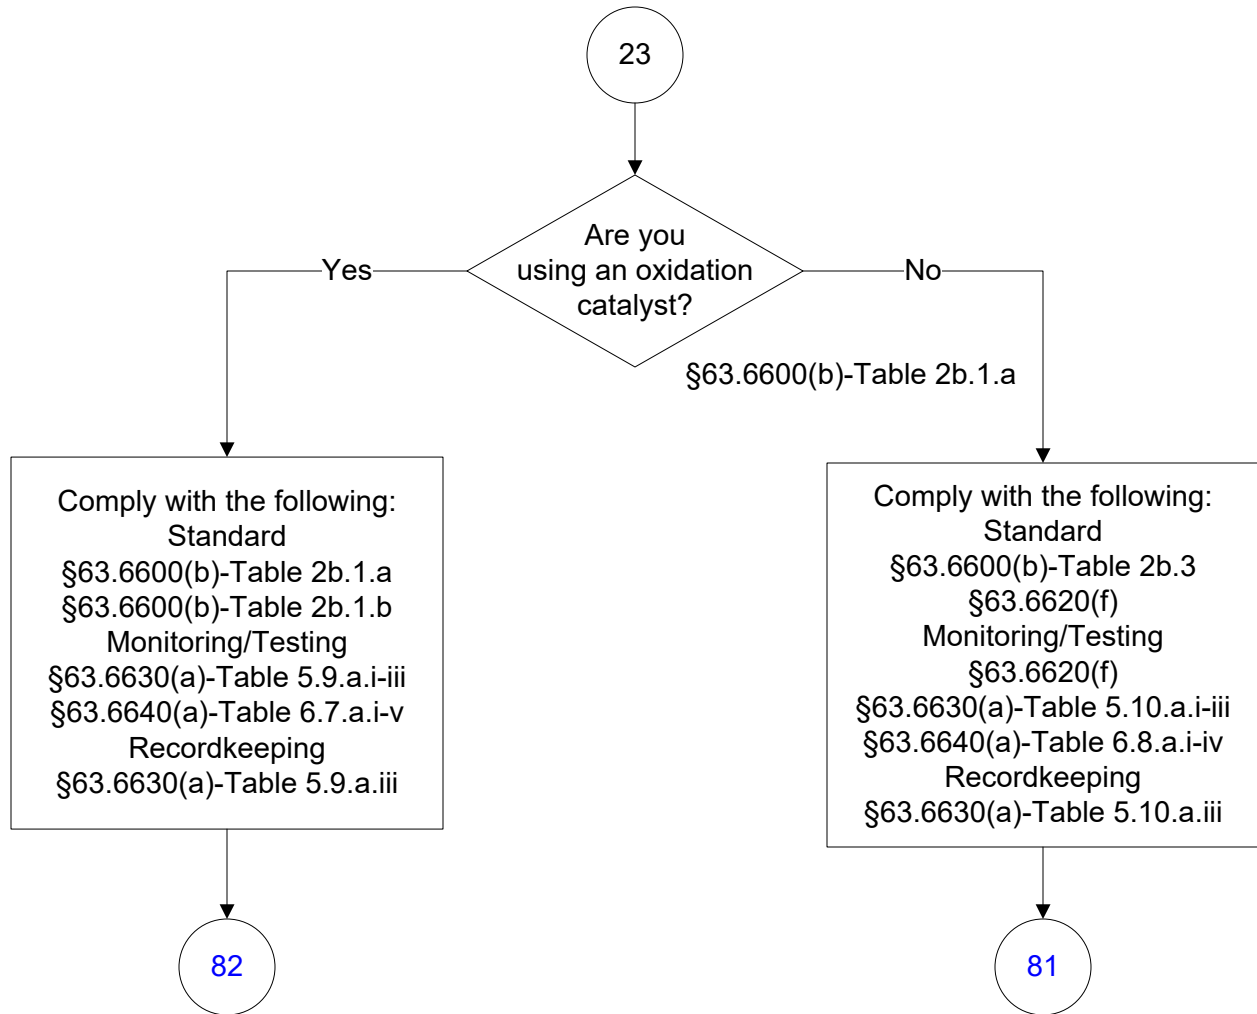 23
Are you
using an oxidation
catalyst?
Yes
No
§63.6600(b)-Table 2b.1.a
Comply with the following:
Standard
§63.6600(b)-Table 2b.1.a
§63.6600(b)-Table 2b.1.b
Monitoring/Testing
§63.6630(a)-Table 5.9.a.i-iii
§63.6640(a)-Table 6.7.a.i-v
Recordkeeping
§63.6630(a)-Table 5.9.a.iii
Comply with the following:
Standard
§63.6600(b)-Table 2b.3
§63.6620(f)
Monitoring/Testing
§63.6620(f)
§63.6630(a)-Table 5.10.a.i-iii
§63.6640(a)-Table 6.8.a.i-iv
Recordkeeping
§63.6630(a)-Table 5.10.a.iii
82
81